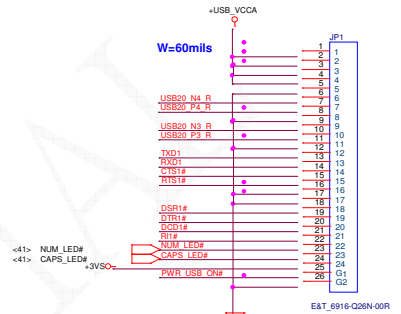 +USB_VCCA
W=60mils
JP1
1 1
2 2
3 3
4 4
5 5
6 6
USB20_N4_R 7 7
USB20_P4_R 8 8
9 9
USB20_N3_R 10 10
USB20_P3_R 11 11
12 12
TXD1 13 13
RXD1 14 14
CTS1# 15 15
RTS1# 16 16
17 17
18 18
DSR1# 19 19
DTR1# 20 20
DCD1# 21 21
RI1# 22 22
<41> NUM_LED# NUM_LED# 23 23
<41> CAPS_LED# CAPS_LED# 24 24
+3VS 25 G1
PWR_USB_ON# 26 G2
E&T_6916-Q26N-00R